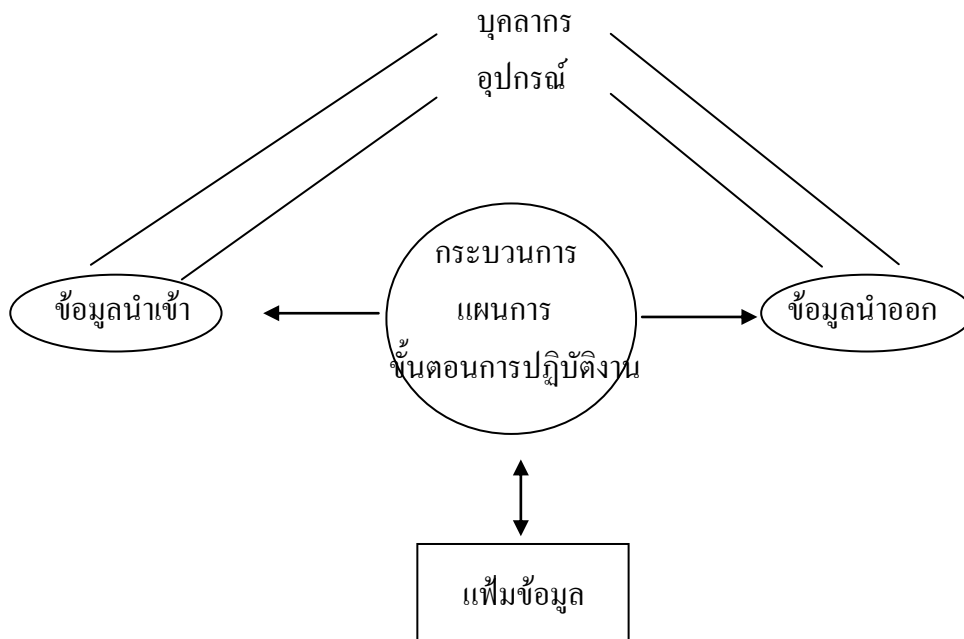 บุคลากร
อุปกรณ์
กระบวนการ
แผนการ
ขั้นตอนการปฏิบัติงาน
ข้อมูลนำเข้า
ข้อมูลนำออก
แฟ้มข้อมูล